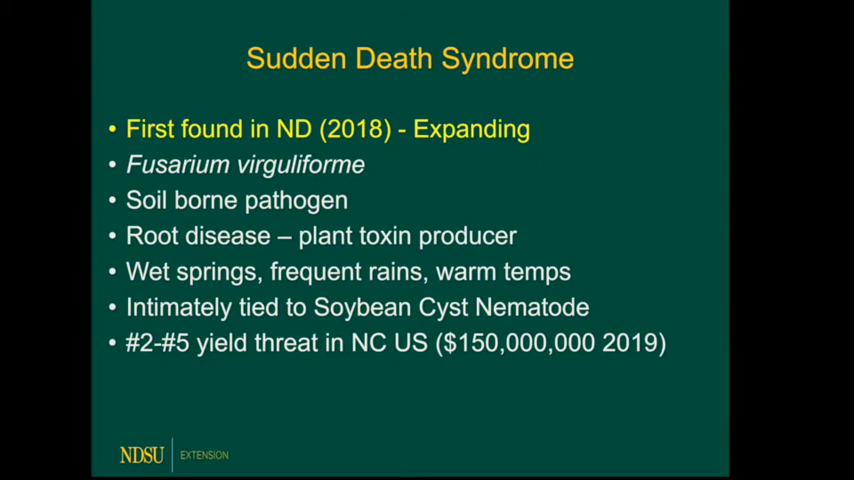 Sudden Death Syndrome
• First found in ND (2018) - Expanding
• Fusarium virguliforme
• Soil borne pathogen
• Root disease – plant toxin producer
• Wet springs, frequent rains, warm temps
• Intimately tied to Soybean Cyst Nematode
• #2-#5 yield threat in NC US ($150,000,000 2019)
NDSU EXTENSION